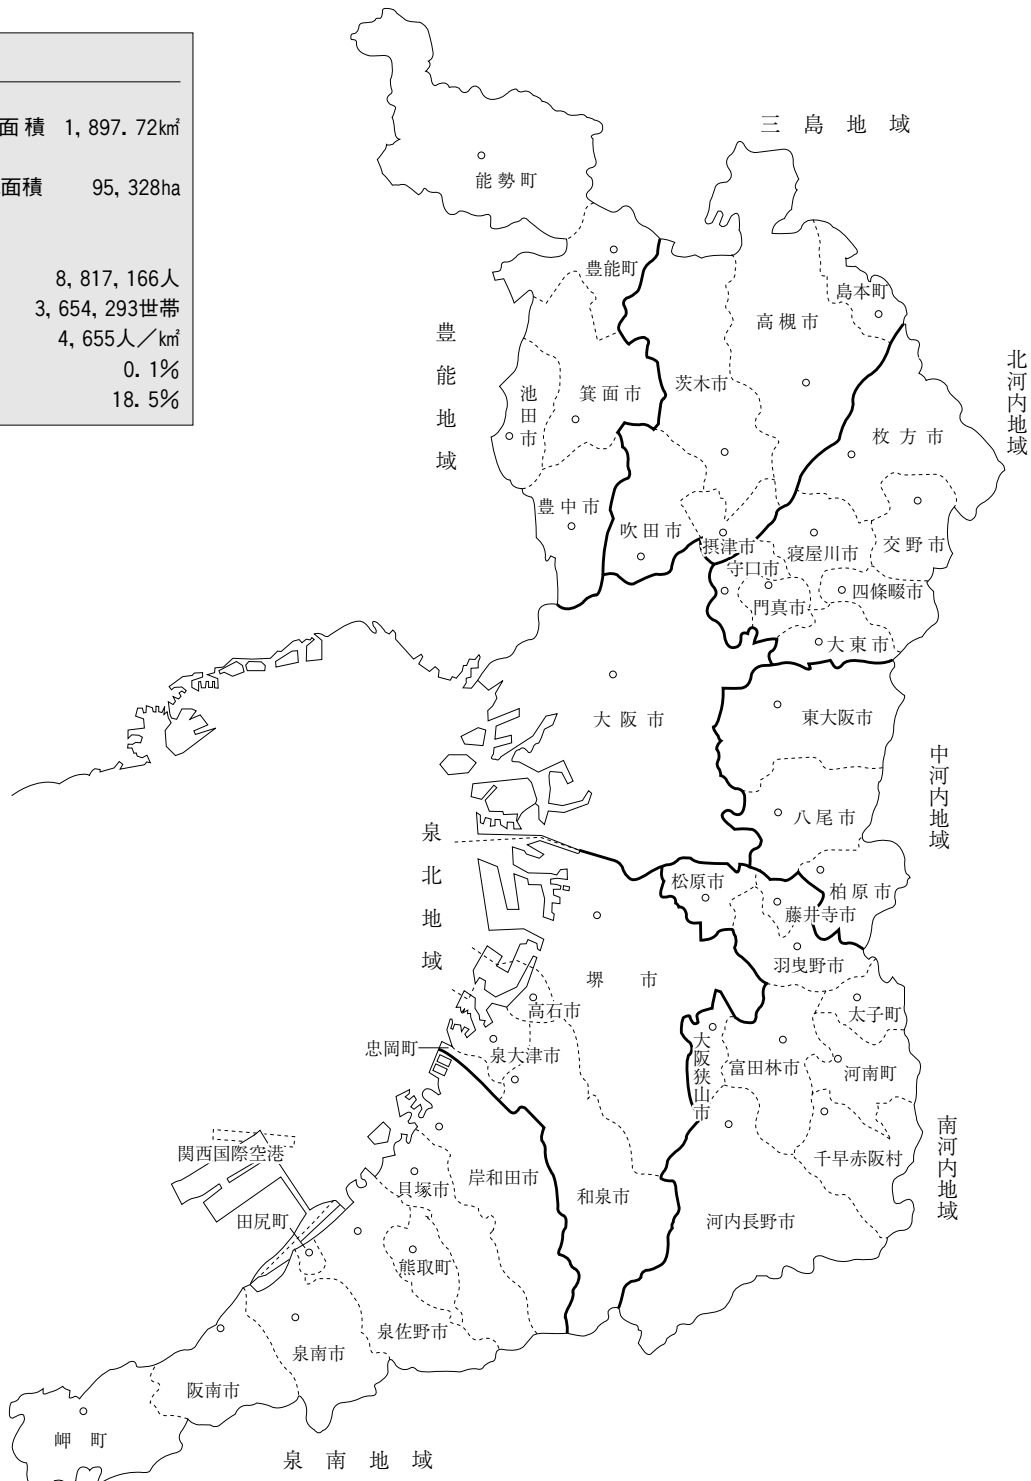 面積 1,897.72km²
面積 95,328ha
8,817,166人
3,654,293世帯
4,655人／km²
0.1%
18.5%
三島地域
能勢町
豊能町
島本町
高槻市
豊能地域
北河内地域
茨木市
池田市
箕面市
枚方市
豊中市
吹田市
摂津市
寝屋川市
交野市
守口市
四條畷市
門真市
大東市
大阪市
東大阪市
中河内地域
八尾市
泉北地域
松原市
柏原市
藤井寺市
羽曳野市
堺市
高石市
太子町
忠岡町
泉大津市
大阪狭山市
富田林市
河南町
南河内地域
関西国際空港
千早赤阪村
岸和田市
貝塚市
和泉市
田尻町
河内長野市
熊取町
泉佐野市
泉南市
阪南市
岬町
泉南地域